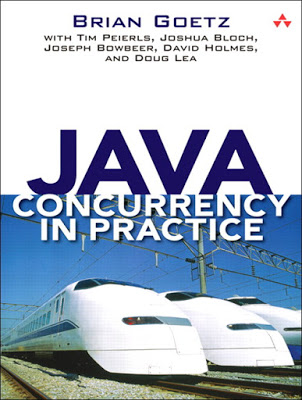 BRIAN GOETZ
WITH TIM PEIERLS, JOSHUA BLOCH,
JOSEPH BOWBEER, DAVID HOLMES,
AND DOUG LEA
JAVA
CONCURRENCY
IN PRACTICE